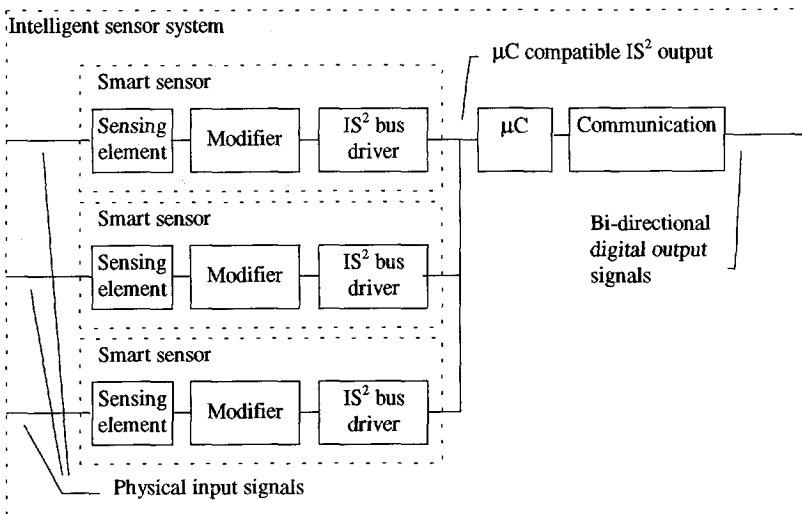 Intelligent sensor system
µC compatible IS² output
Smart sensor
Sensing
element
Modifier
IS² bus
driver
µC
Communication
Smart sensor
Sensing
element
Modifier
IS² bus
driver
Bi-directional
digital output
signals
Smart sensor
Sensing
element
Modifier
IS² bus
driver
Physical input signals